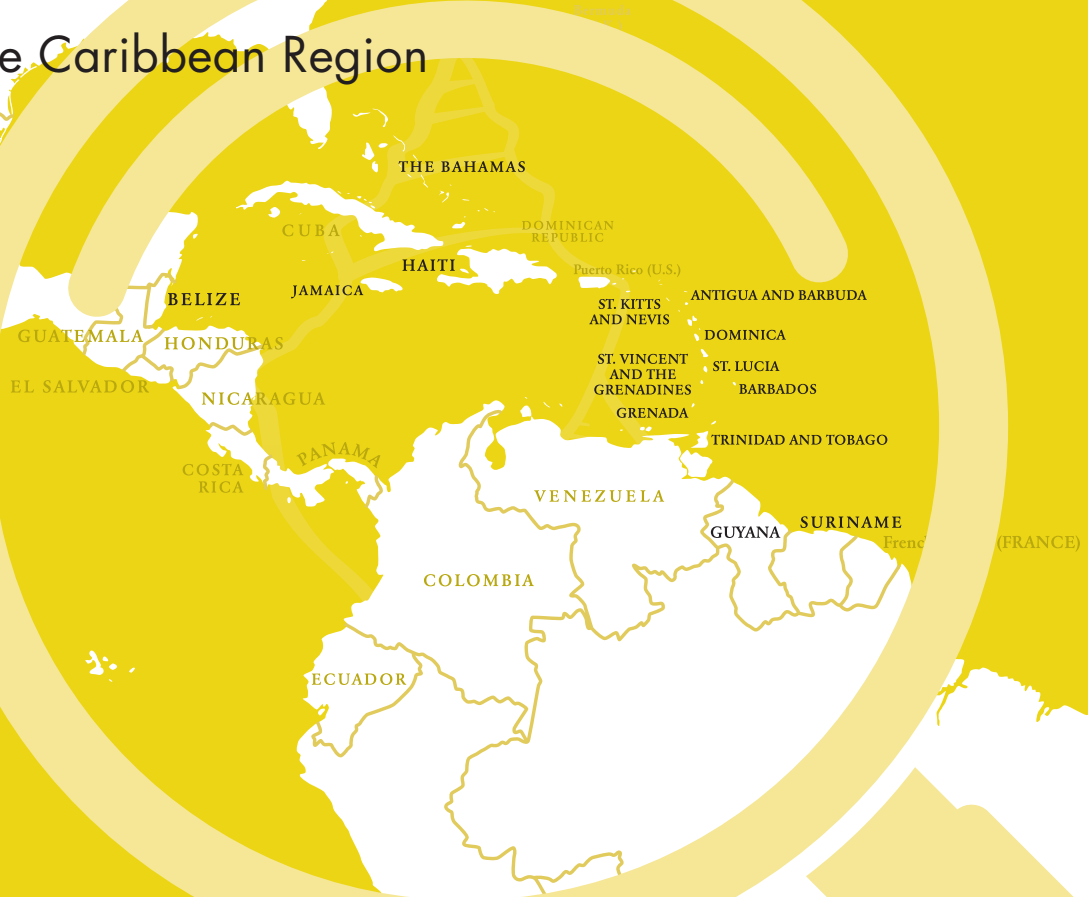 e Caribbean Region
Bermuda
THE BAHAMAS
CUBA
DOMINICAN
REPUBLIC
HAITI
Puerto Rico (U.S.)
JAMAICA
BELIZE
ANTIGUA AND BARBUDA
ST. KITTS
AND NEVIS
GUATEMALA
HONDURAS
DOMINICA
ST. VINCENT
AND THE
GRENADINES
ST. LUCIA
EL SALVADOR
BARBADOS
NICARAGUA
GRENADA
TRINIDAD AND TOBAGO
PANAMA
COSTA
RICA
VENEZUELA
SURINAME
GUYANA
Frenc (FRANCE)
COLOMBIA
ECUADOR